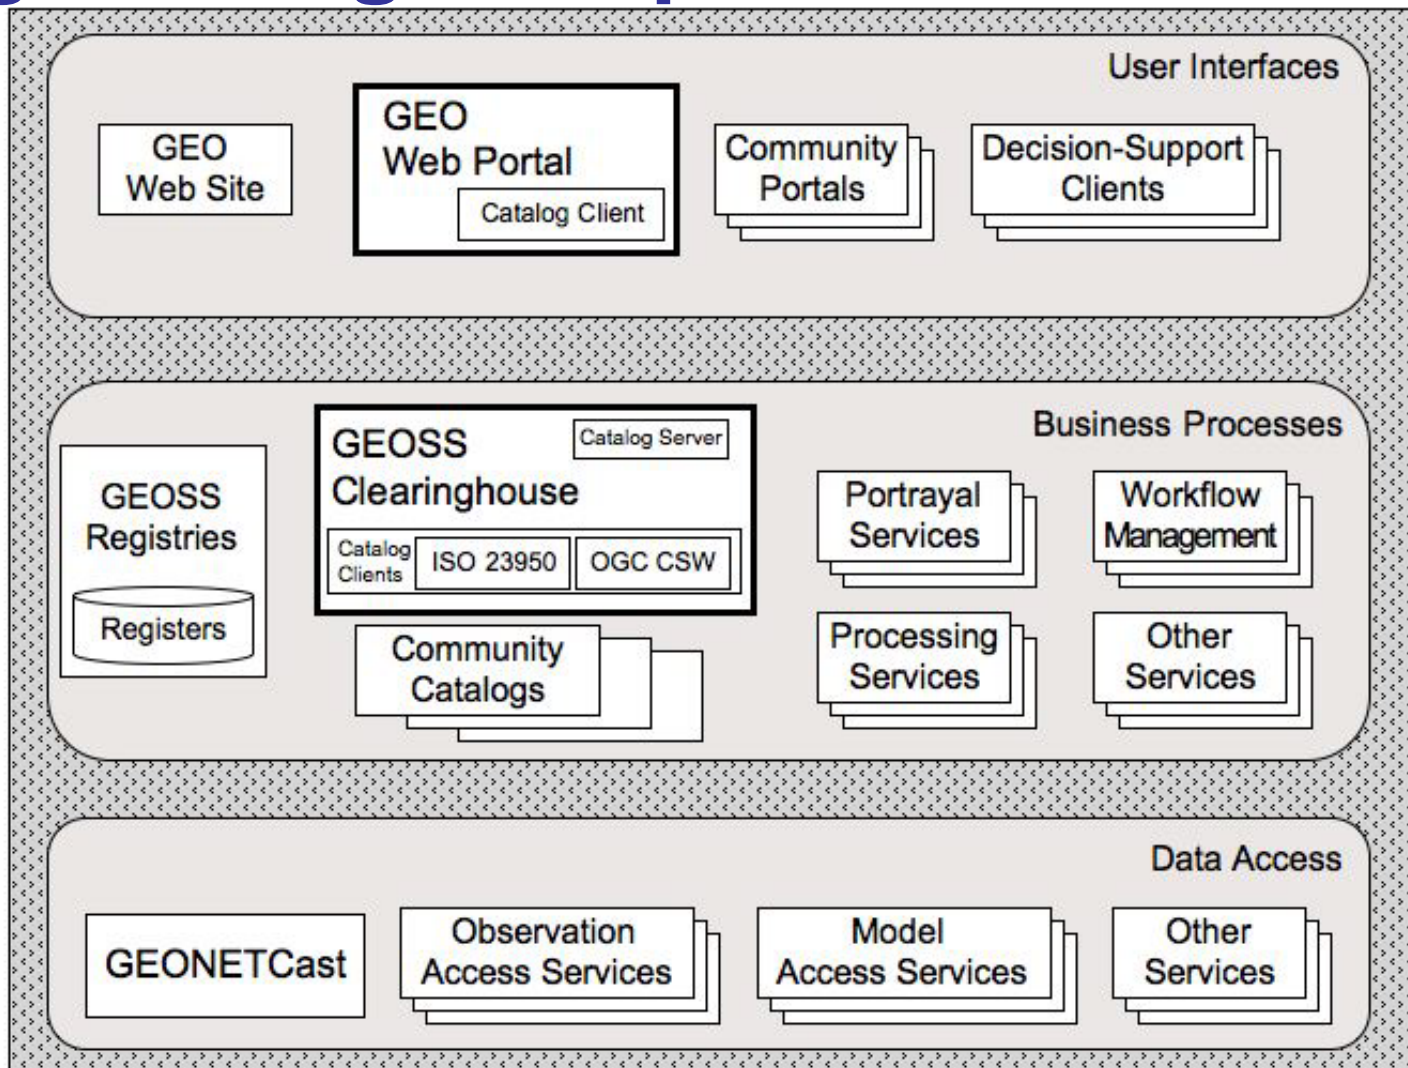 User Interfaces
GEO
Web Site
GEO
Web Portal
Catalog Client
Community
Portals
Decision-Support
Clients
Business Processes
GEOSS
Registries
Registers
GEOSS
Clearinghouse
Catalog Server
Catalog
Clients
ISO 23950
OGC CSW
Community
Catalogs
Portrayal
Services
Workflow
Management
Processing
Services
Other
Services
Data Access
GEONETCast
Observation
Access Services
Model
Access Services
Other
Services